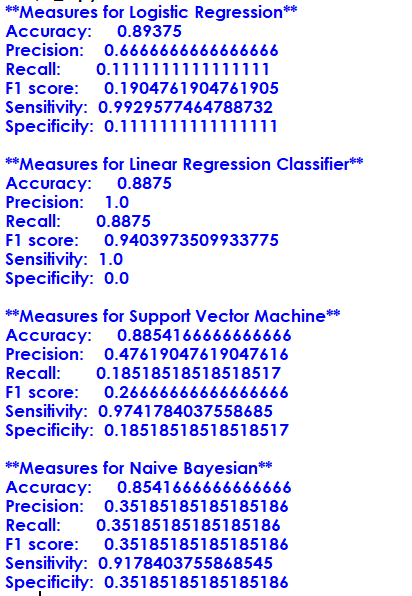 **Measures for Logistic Regression**
Accuracy: 0.89375
Precision: 0.6666666666666666
Recall: 0.1111111111111111
F1 score: 0.1904761904761905
Sensitivity: 0.9929577464788732
Specificity: 0.1111111111111111
**Measures for Linear Regression Classifier**
Accuracy: 0.8875
Precision: 1.0
Recall: 0.8875
F1 score: 0.9403973509933775
Sensitivity: 1.0
Specificity: 0.0
**Measures for Support Vector Machine**
Accuracy: 0.8854166666666666
Precision: 0.47619047619047616
Recall: 0.18518518518518517
F1 score: 0.26666666666666666
Sensitivity: 0.9741784037558685
Specificity: 0.18518518518518517
**Measures for Naive Bayesian**
Accuracy: 0.8541666666666666
Precision: 0.35185185185185186
Recall: 0.35185185185185186
F1 score: 0.35185185185185186
Sensitivity: 0.9178403755868545
Specificity: 0.35185185185185186